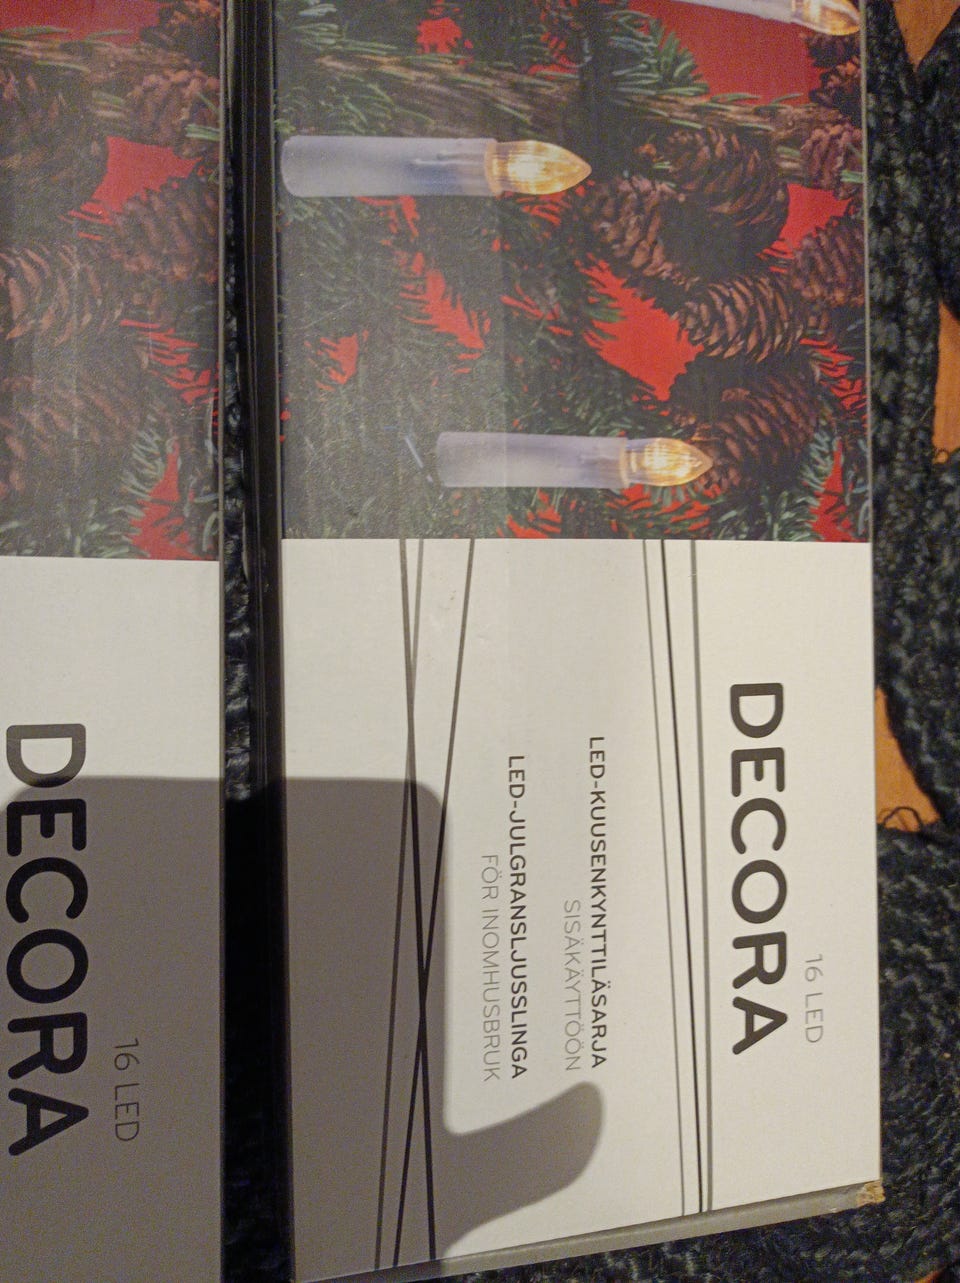 16 LED
DECORA
LED-KUUSENKYNTTILÄSARJA
SISÄKÄYTTÖÖN
LED-JULGRANSLJUSSLINGA
FÖR INOMHUSBRUK
16 LED
DECORA